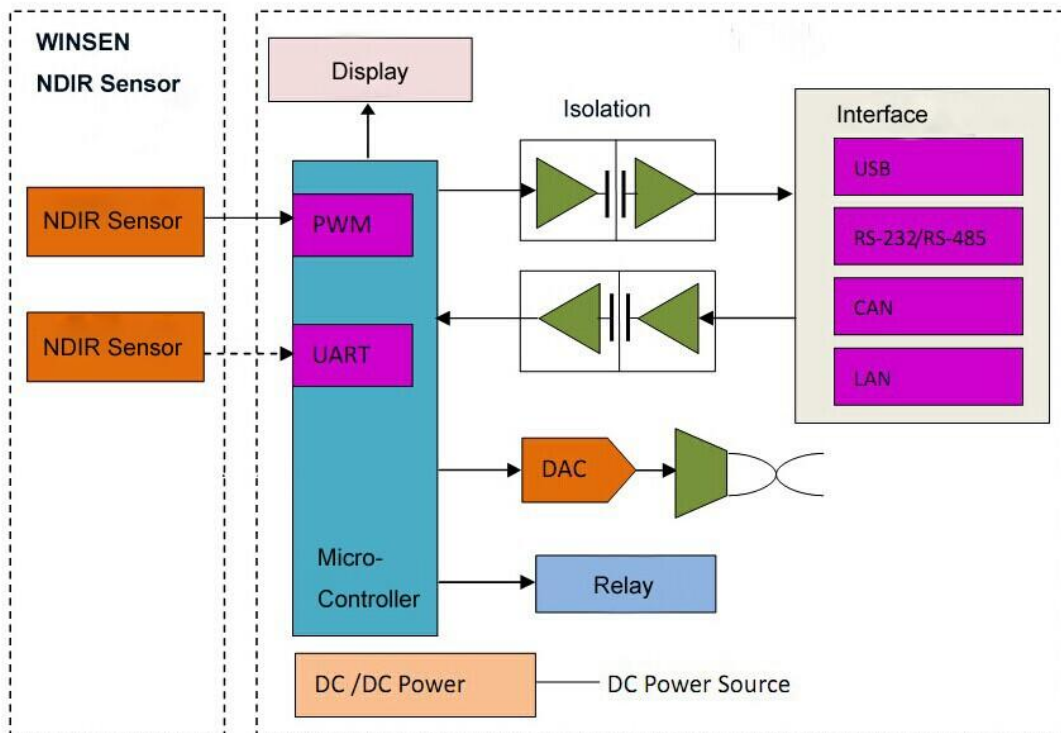 WINSEN
NDIR Sensor
Display
Isolation
Interface
USB
NDIR Sensor
PWM
RS-232/RS-485
CAN
NDIR Sensor
UART
LAN
DAC
Micro-
Controller
Relay
DC /DC Power
DC Power Source